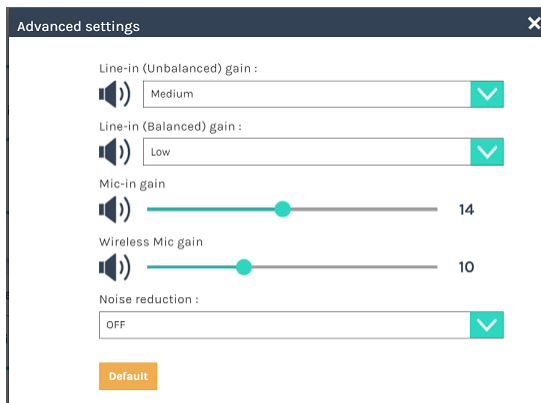 Advanced settings
Line-in (Unbalanced) gain :
Medium
Line-in (Balanced) gain :
Low
Mic-in gain
14
Wireless Mic gain
10
Noise reduction :
OFF
Default